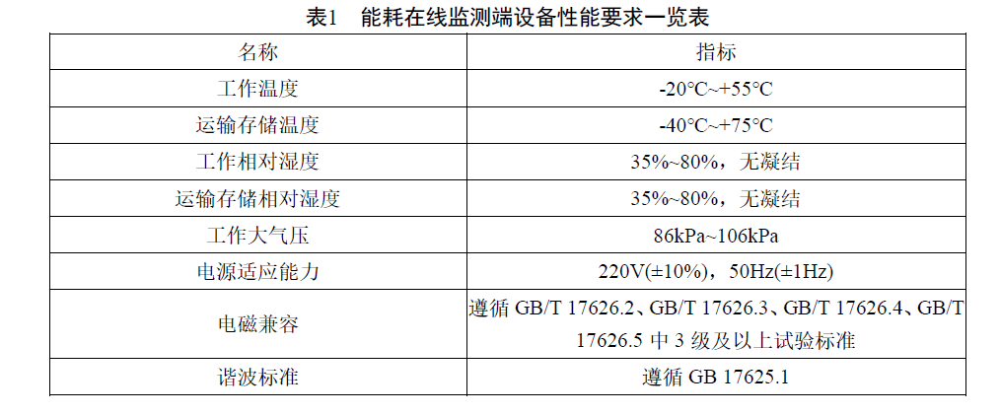 表1 能耗在线监测端设备性能要求一览表
名称 指标
工作温度 -20℃~+55℃
运输存储温度 -40℃~+75℃
工作相对湿度 35%~80%，无凝结
运输存储相对湿度 35%~80%，无凝结
工作大气压 86kPa~106kPa
电源适应能力 220V(±10%)，50Hz(±1Hz)
电磁兼容 遵循 GB/T 17626.2、GB/T 17626.3、GB/T 17626.4、GB/T
17626.5 中 3 级及以上试验标准
谐波标准 遵循 GB 17625.1